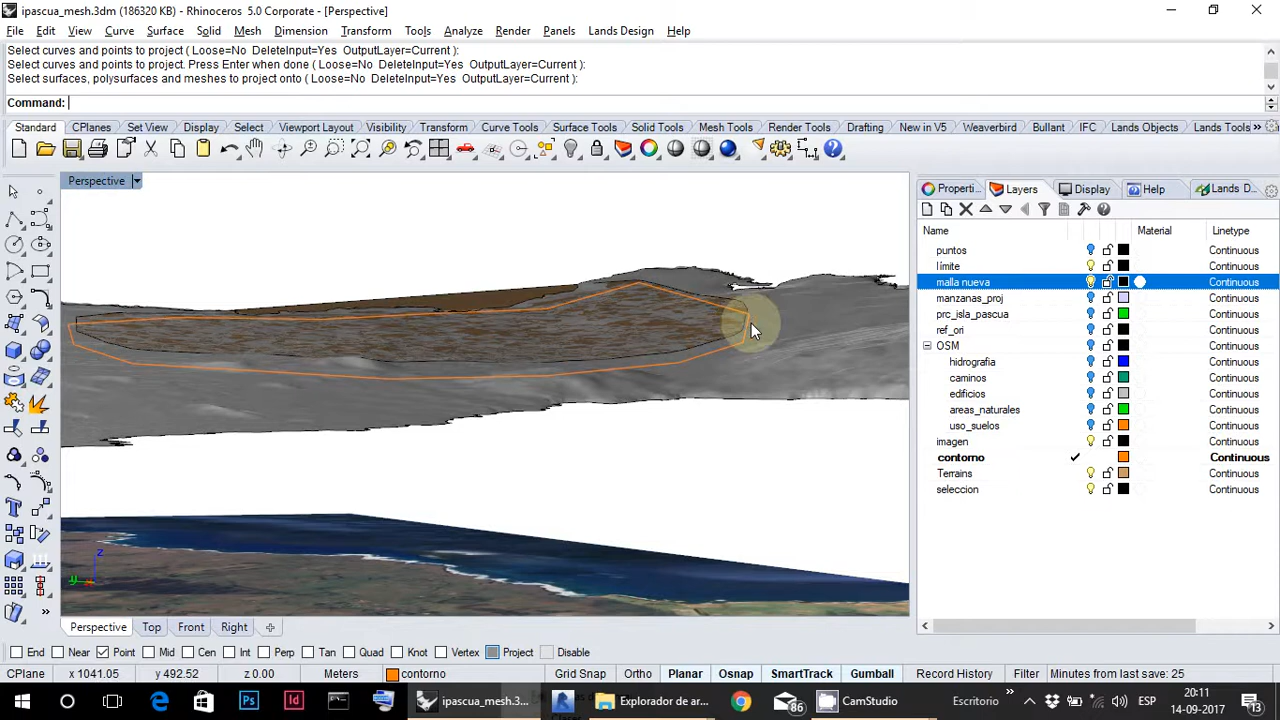 ipascua_mesh.3dm (186320 KB) - Rhinoceros 5.0 Corporate - [Perspective]
File Edit View Curve Surface Solid Mesh Dimension Transform Tools Analyze Render Panels Lands Design Help
Select curves and points to project ( Loose=No DeleteInput=Yes OutputLayer=Current ):
Select curves and points to project. Press Enter when done ( Loose=No DeleteInput=Yes OutputLayer=Current ):
Select surfaces, polysurfaces and meshes to project onto ( Loose=No DeleteInput=Yes OutputLayer=Current ):
Command:
Standard CPlanes Set View Display Select Viewport Layout Visibility Transform Curve Tools Surface Tools Solid Tools Mesh Tools Render Tools Drafting New in V5 Weaverbird Bullant IFC Lands Objects Lands Tools
Perspective
Properti... Layers Display Help Lands D...
Name Material Linetype
puntos Continuous
límite Continuous
malla nueva Continuous
manzanas_proj Continuous
prc_isla_pascua Continuous
ref_ori Continuous
OSM Continuous
hidrografia Continuous
caminos Continuous
edificios Continuous
areas_naturales Continuous
uso_suelos Continuous
imagen Continuous
contorno Continuous
Terrains Continuous
seleccion Continuous
z
y
Perspective Top Front Right
End Near Point Mid Cen Int Perp Tan Quad Knot Vertex Project Disable
CPlane x 1041.05 y 492.52 z 0.00 Meters contorno Grid Snap Ortho Planar Osnap SmartTrack Gumball Record History Filter Minutes from last save: 25
ipascua_mesh.3... Explorador de ar... 86 CamStudio Escritorio ESP 20:11 14-09-2017 13